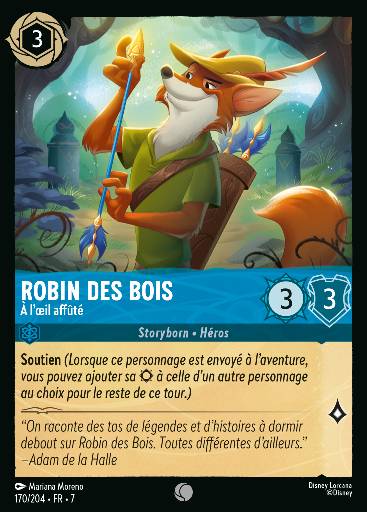 3
ROBIN DES BOIS
À l'œil affûté
3
3
Storyborn • Héros
Soutien (Lorsque ce personnage est envoyé à l'aventure,
vous pouvez ajouter sa ¤ à celle d'un autre personnage
au choix pour le reste de ce tour.)
“On raconte des tos de légendes et d'histoires à dormir
debout sur Robin des Bois. Toutes différentes d'ailleurs.”
–Adam de la Halle
Mariana Moreno
170/204 • FR • 7
Disney Lorcana
©Disney